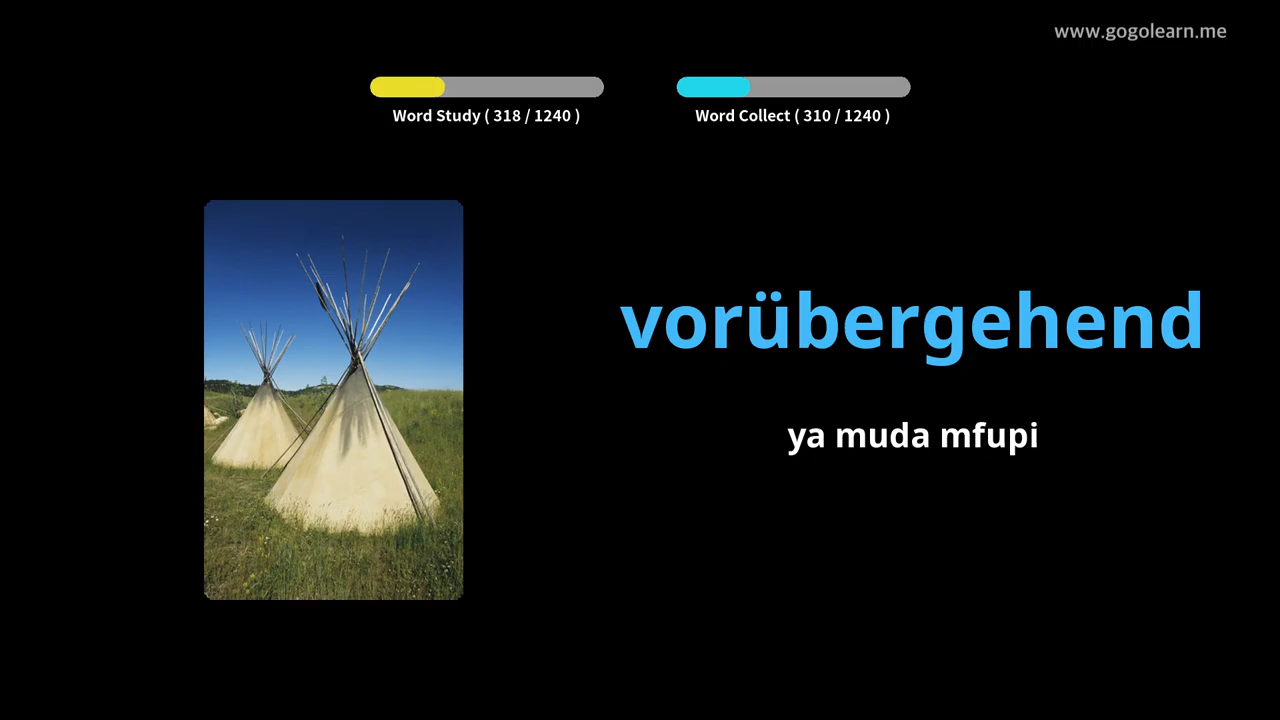 www.gogolearn.me
Word Study ( 318 / 1240 )
Word Collect ( 310 / 1240 )
vorübergehend
ya muda mfupi